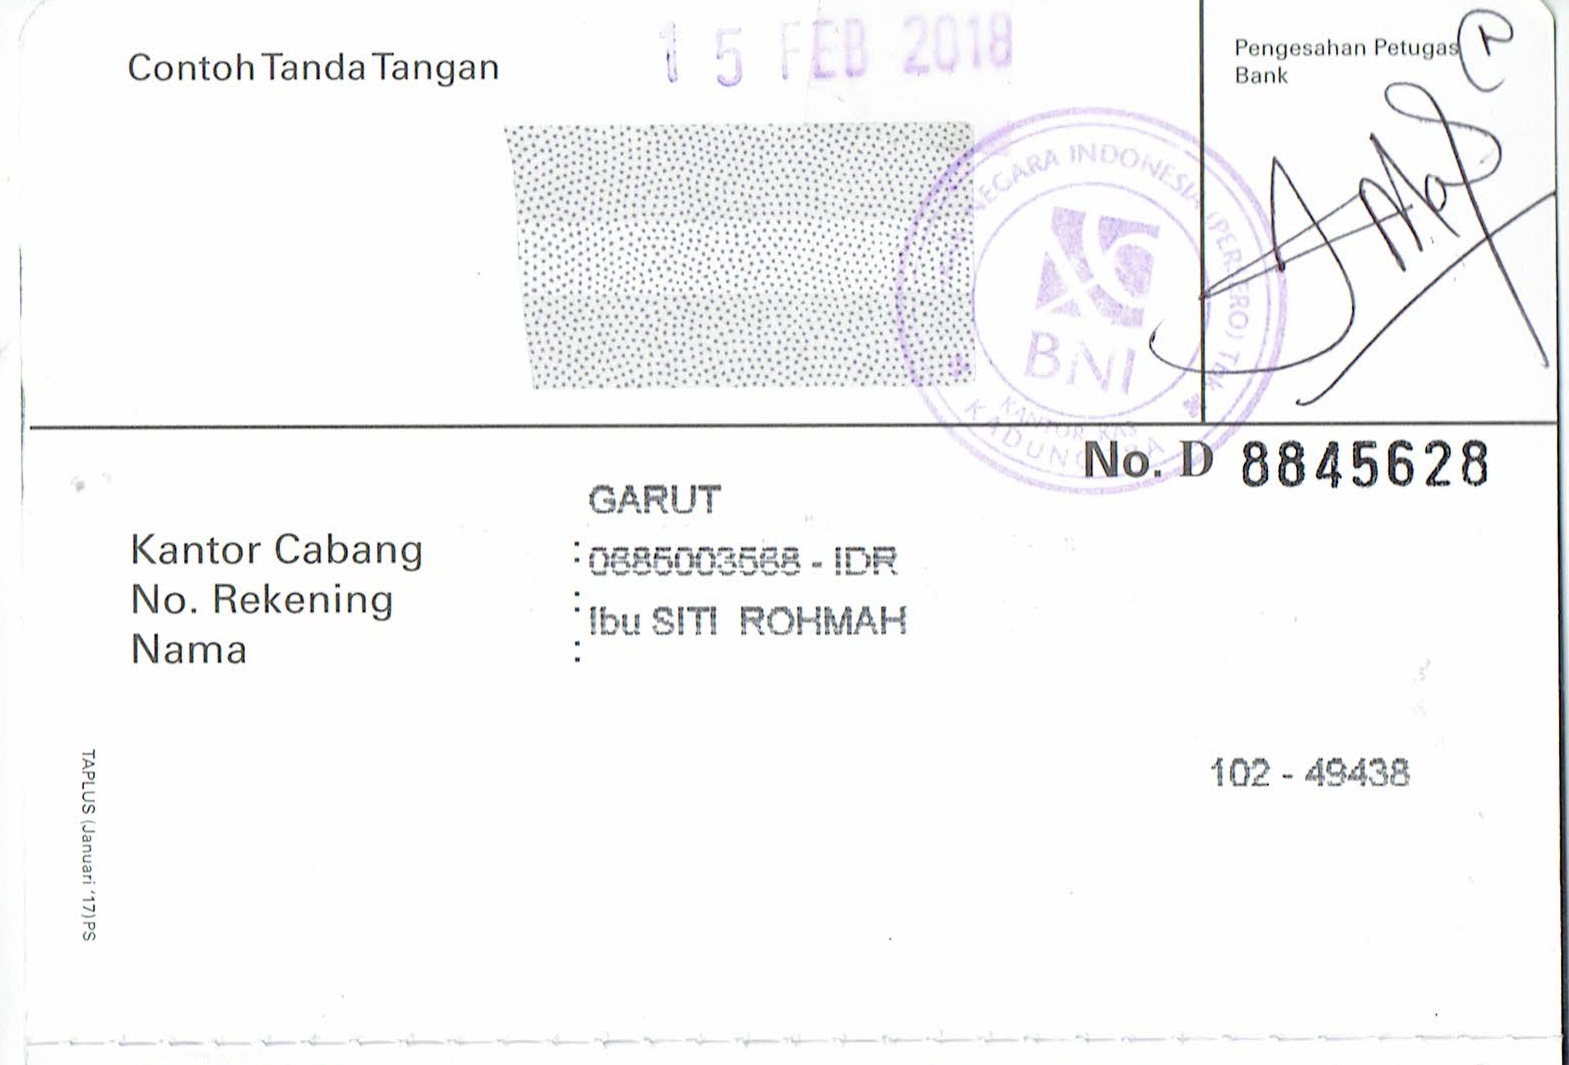 Contoh Tanda Tangan
15 FEB 2018
Pengesahan Petugas
Bank
NEGARA INDONESIA (PERSERO) Tbk
BNI
KANTOR KAS
No. D 8845628
GARUT
Kantor Cabang :
0685003568 - IDR
No. Rekening :
Ibu SITI ROHMAH
Nama :
102 - 49438
TAPLUS (Januari '17)PS